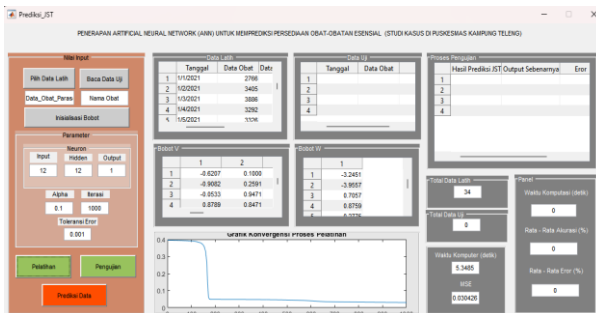 Prediksi_JST
PENERAPAN ARTIFICIAL NEURAL NETWORK (ANN) UNTUK MEMPREDIKSI PERSEDIAAN OBAT-OBATAN ESENSIAL (STUDI KASUS DI PUSKESMAS KAMPUNG TELENG)
Nilai Input
Pilih Data Latih Baca Data Uji
Data_Obat_Paras Nama Obat
Inisialisasi Bobot
Parameter
Neuron
Input Hidden Output
12 12 1
Alpha Iterasi
0.1 1000
Toleransi Eror
0.001
Pelatihan Pengujian
Prediksi Data
Data Latih
Tanggal Data Obat Data
1 1/1/2021 2766
2 1/2/2021 3405
3 1/3/2021 3886
4 1/4/2021 3292
5 1/5/2021 3326
Data Uji
Tanggal Data Obat
1
2
3
4
Proses Pengujian
Hasil Prediksi JST Output Sebenarnya Eror
1
2
3
4
Bobot V
1 2
1 -0.6207 0.1000
2 -0.9082 0.2591
3 -0.0533 0.9471
4 0.8789 0.8471
Bobot W
1
1 -3.2451
2 -3.9557
3 0.7057
4 0.8759
Total Data Latih
34
Total Data Uji
0
Waktu Komputer (detik)
5.3465
MSE
0.030426
Panel
Waktu Komputasi (detik)
0
Rata - Rata Akurasi (%)
0
Rata - Rata Eror (%)
0
Grafik Konvergensi Proses Pelatihan
0.4
0.3
0.2
0.1
0